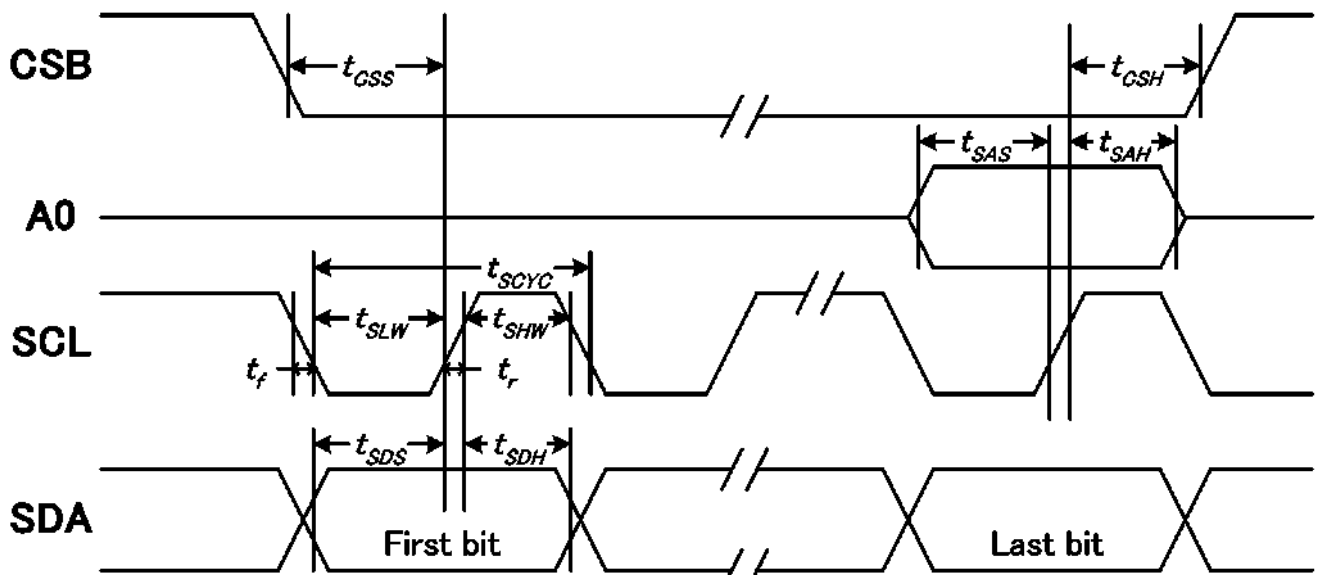 CSB
tCSS
tCSH
A0
tSAS
tSAH
SCL
tSCYC
tSLW
tSHW
tf
tr
SDA
tSDS
tSDH
First bit
Last bit